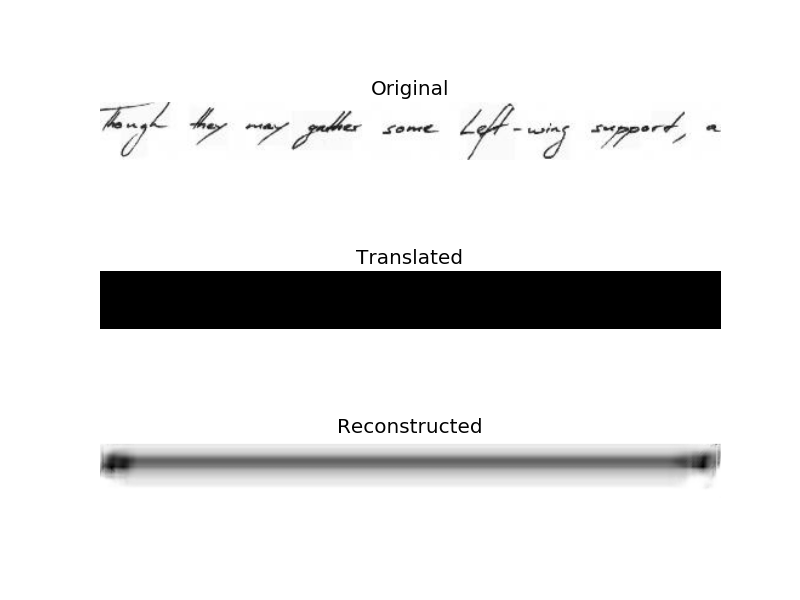 Original
Though they may gather some Left-wing support, a
Translated
Reconstructed